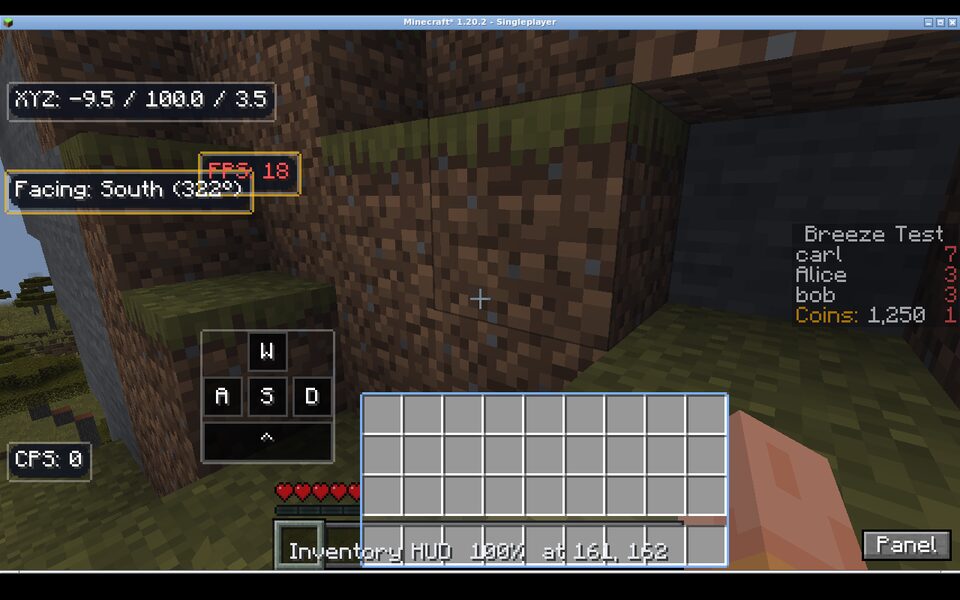 Minecraft* 1.20.2 - Singleplayer
XYZ: -9.5 / 100.0 / 3.5
FPS: 18
Facing: South (322°)
Breeze Test
carl 7
Alice 3
bob 3
Coins: 1,250 1
W
A S D
^
CPS: 0
Inventory HUD 100% at 161, 162
Panel